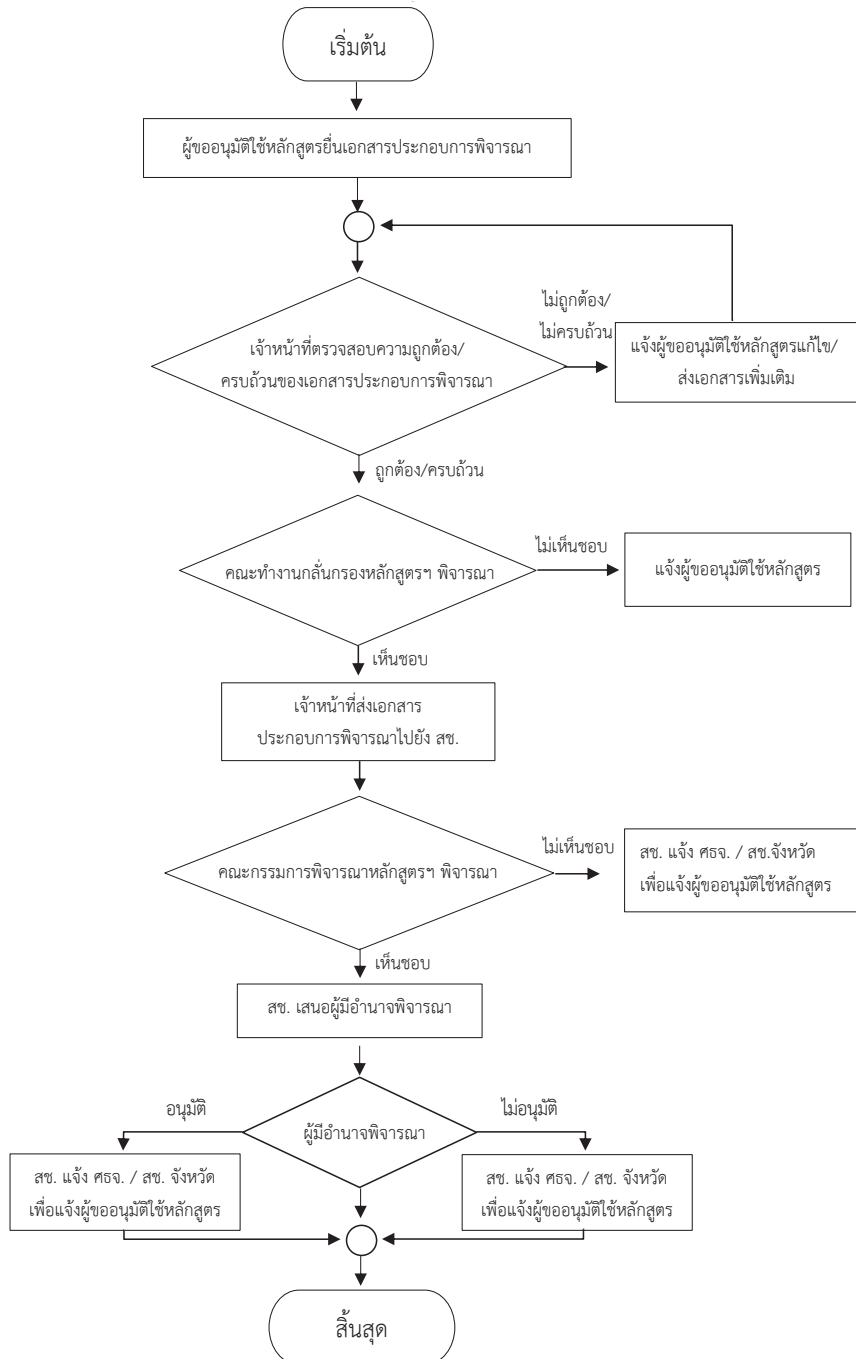 เริ่มต้น
ผู้ขออนุมัติใช้หลักสูตรยื่นเอกสารประกอบการพิจารณา
ไม่ถูกต้อง/
ไม่ครบถ้วน
เจ้าหน้าที่ตรวจสอบความถูกต้อง/
ครบถ้วนของเอกสารประกอบการพิจารณา
แจ้งผู้ขออนุมัติใช้หลักสูตรแก้ไข/
ส่งเอกสารเพิ่มเติม
ถูกต้อง/ครบถ้วน
คณะทำงานกลั่นกรองหลักสูตรฯ พิจารณา
ไม่เห็นชอบ
แจ้งผู้ขออนุมัติใช้หลักสูตร
เห็นชอบ
เจ้าหน้าที่ส่งเอกสาร
ประกอบการพิจารณาไปยัง สช.
คณะกรรมการพิจารณาหลักสูตรฯ พิจารณา
ไม่เห็นชอบ
สช. แจ้ง ศธจ. / สช.จังหวัด
เพื่อแจ้งผู้ขออนุมัติใช้หลักสูตร
เห็นชอบ
สช. เสนอผู้มีอำนาจพิจารณา
อนุมัติ
ผู้มีอำนาจพิจารณา
ไม่อนุมัติ
สช. แจ้ง ศธจ. / สช. จังหวัด
เพื่อแจ้งผู้ขออนุมัติใช้หลักสูตร
สช. แจ้ง ศธจ. / สช. จังหวัด
เพื่อแจ้งผู้ขออนุมัติใช้หลักสูตร
สิ้นสุด